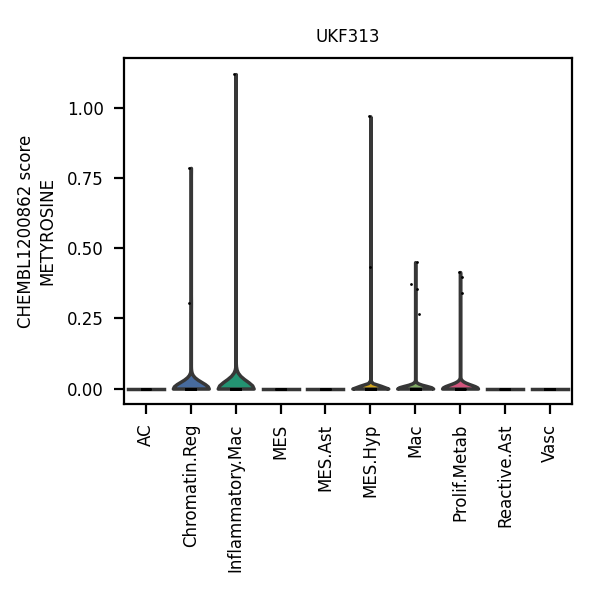 UKF313
CHEMBL1200862 score
METYROSINE
1.00
0.75
0.50
0.25
0.00
AC
Chromatin.Reg
Inflammatory.Mac
MES
MES.Ast
MES.Hyp
Mac
Prolif.Metab
Reactive.Ast
Vasc